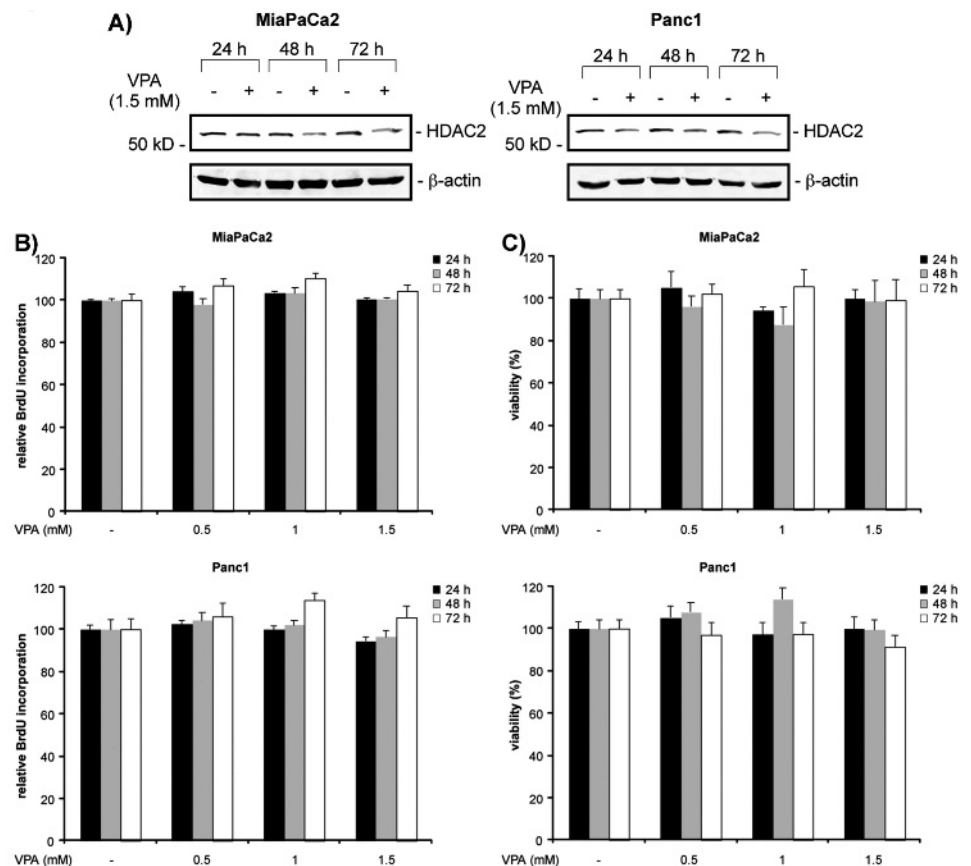 A)
MiaPaCa2
24 h 48 h 72 h
VPA
(1.5 mM)
- + - + - +
- HDAC2
50 kD -
- β-actin
Panc1
24 h 48 h 72 h
VPA
(1.5 mM)
- + - + - +
- HDAC2
50 kD -
- β-actin
B)
MiaPaCa2
24 h
48 h
72 h
relative BrdU incorporation
120
100
80
60
40
20
0
VPA (mM) - 0.5 1 1.5
C)
MiaPaCa2
24 h
48 h
72 h
viability (%)
120
100
80
60
40
20
0
VPA (mM) - 0.5 1 1.5
Panc1
24 h
48 h
72 h
relative BrdU incorporation
120
100
80
60
40
20
0
VPA (mM) - 0.5 1 1.5
Panc1
24 h
48 h
72 h
viability (%)
120
100
80
60
40
20
0
VPA (mM) - 0.5 1 1.5